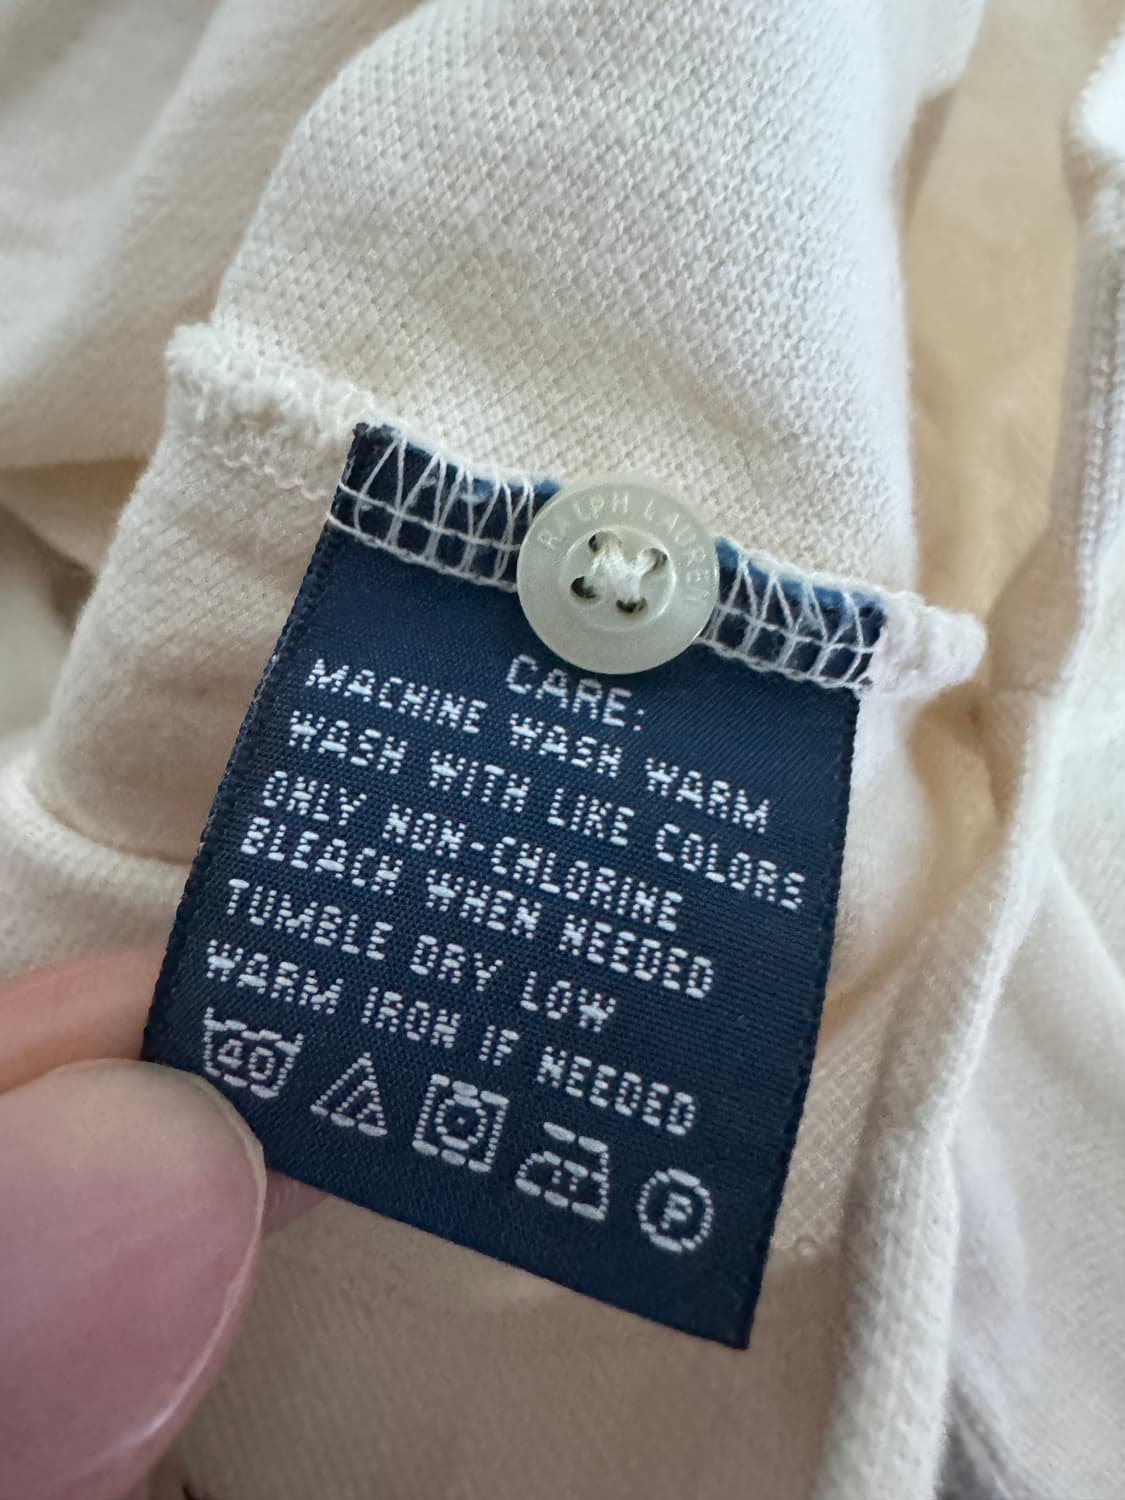 RALPH LAUREN
CARE:
MACHINE WASH WARM
WASH WITH LIKE COLORS
ONLY NON-CHLORINE
BLEACH WHEN NEEDED
TUMBLE DRY LOW
WARM IRON IF NEEDED
40
P